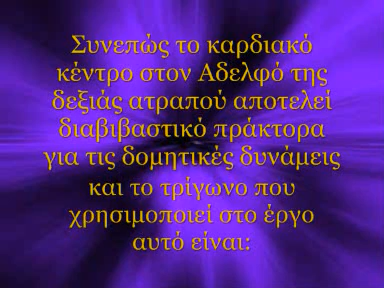 Συνεπώς το καρδιακό
κέντρο στον Αδελφό της
δεξιάς ατραπού αποτελεί
διαβιβαστικό πράκτορα
για τις δομητικές δυνάμεις
και το τρίγωνο που
χρησιμοποιεί στο έργο
αυτό είναι: